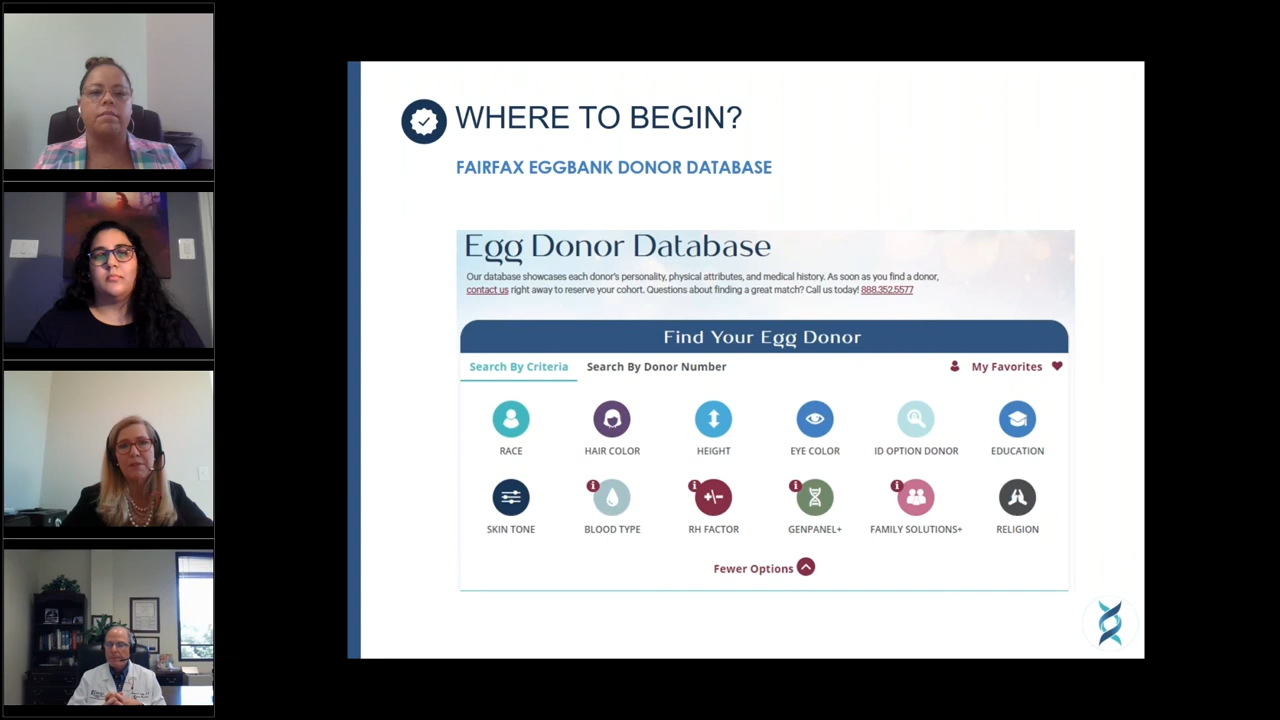 WHERE TO BEGIN?
FAIRFAX EGGBANK DONOR DATABASE
Egg Donor Database
Our database showcases each donor's personality, physical attributes, and medical history. As soon as you find a donor,
contact us right away to reserve your cohort. Questions about finding a great match? Call us today! 888.352.5577
Find Your Egg Donor
Search By Criteria Search By Donor Number My Favorites
RACE HAIR COLOR HEIGHT EYE COLOR ID OPTION DONOR EDUCATION
SKIN TONE BLOOD TYPE RH FACTOR GENPANEL+ FAMILY SOLUTIONS+ RELIGION
Fewer Options